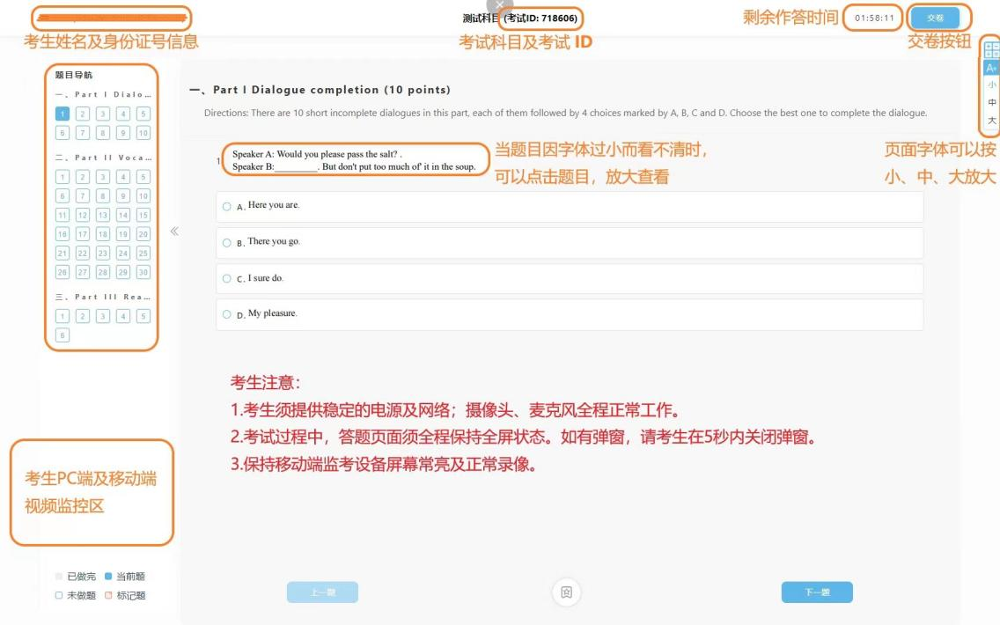 测试科目 (考试ID: 718606)
剩余作答时间
01:58:11
交卷
考生姓名及身份证号信息
考试科目及考试 ID
交卷按钮
题目导航
一、Part I Dialo...
1 2 3 4 5
6 7 8 9 10
二、Part II Voca...
1 2 3 4 5
6 7 8 9 10
11 12 13 14 15
16 17 18 19 20
21 22 23 24 25
26 27 28 29 30
三、Part III Rea...
1 2 3 4 5
6
一、Part I Dialogue completion (10 points)
Directions: There are 10 short incomplete dialogues in this part, each of them followed by 4 choices marked by A, B, C and D. Choose the best one to complete the dialogue.
1
Speaker A: Would you please pass the salt? .
Speaker B:_________. But don't put too much of' it in the soup.
当题目因字体过小而看不清时,
可以点击题目，放大查看
A+
小
中
大
页面字体可以按
小、中、大放大
A. Here you are.
B. There you go.
C. I sure do.
D. My pleasure.
考生注意：
1.考生须提供稳定的电源及网络；摄像头、麦克风全程正常工作。
2.考试过程中，答题页面须全程保持全屏状态。如有弹窗，请考生在5秒内关闭弹窗。
3.保持移动端监考设备屏幕常亮及正常录像。
考生PC端及移动端
视频监控区
已做完 当前题
未做题 标记题
上一题
下一题